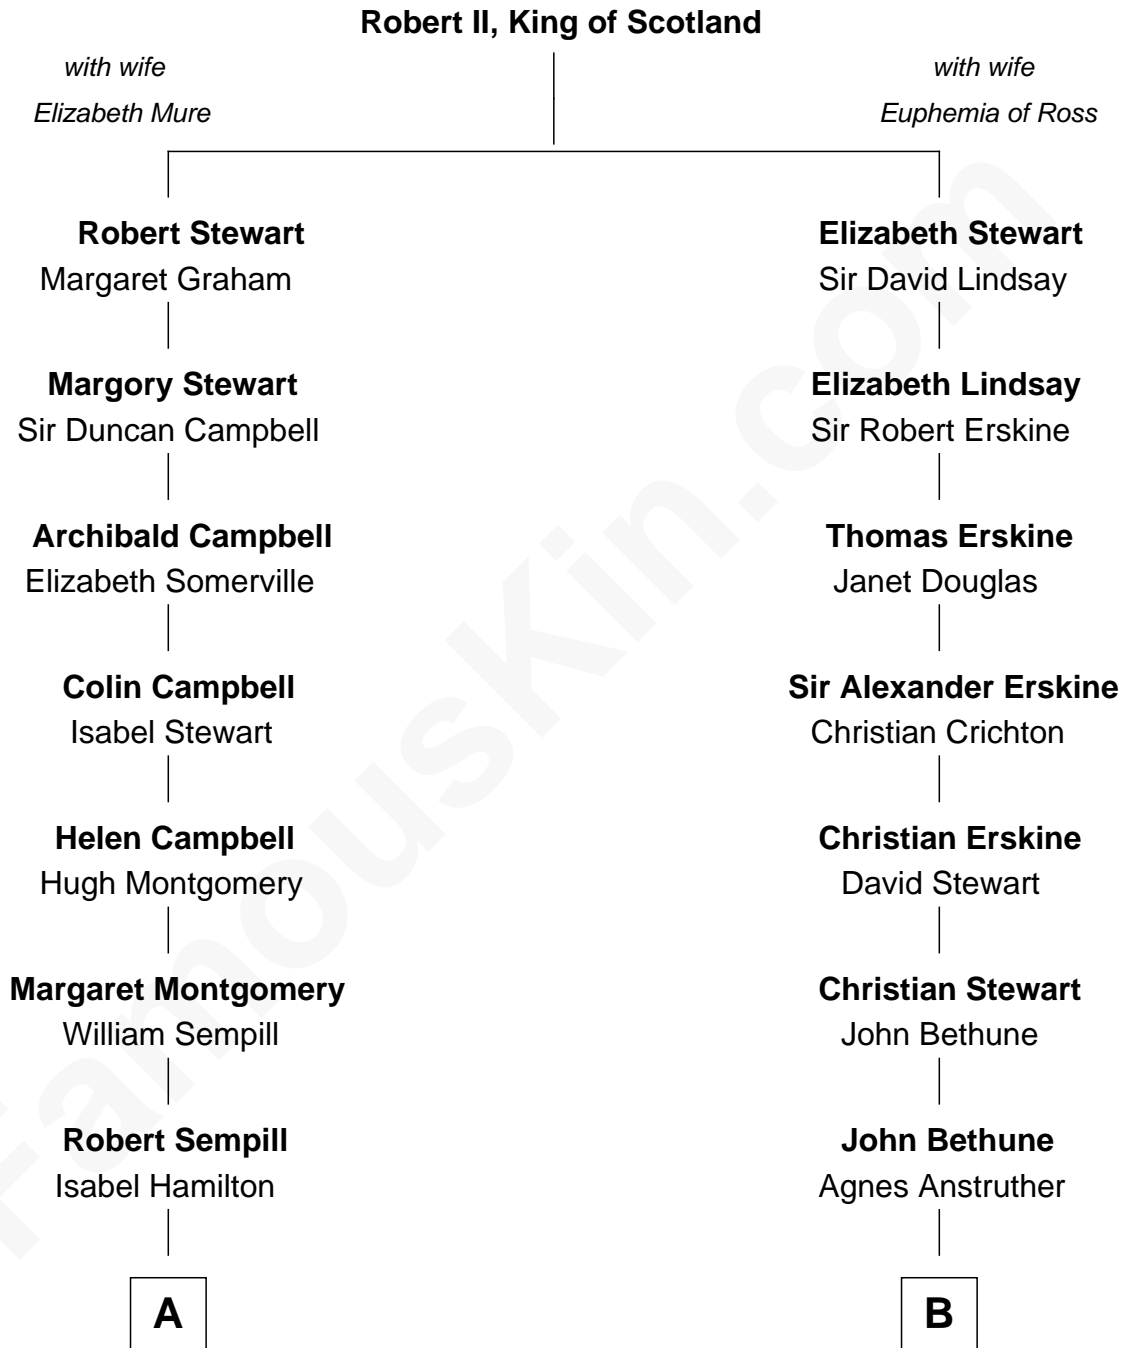 Robert II, King of Scotland
with wife
Elizabeth Mure
with wife
Euphemia of Ross
Robert Stewart
Margaret Graham
Elizabeth Stewart
Sir David Lindsay
Margory Stewart
Sir Duncan Campbell
Elizabeth Lindsay
Sir Robert Erskine
Archibald Campbell
Elizabeth Somerville
Thomas Erskine
Janet Douglas
Colin Campbell
Isabel Stewart
Sir Alexander Erskine
Christian Crichton
Helen Campbell
Hugh Montgomery
Christian Erskine
David Stewart
Margaret Montgomery
William Sempill
Christian Stewart
John Bethune
Robert Sempill
Isabel Hamilton
John Bethune
Agnes Anstruther
A
B
FamousKin.com